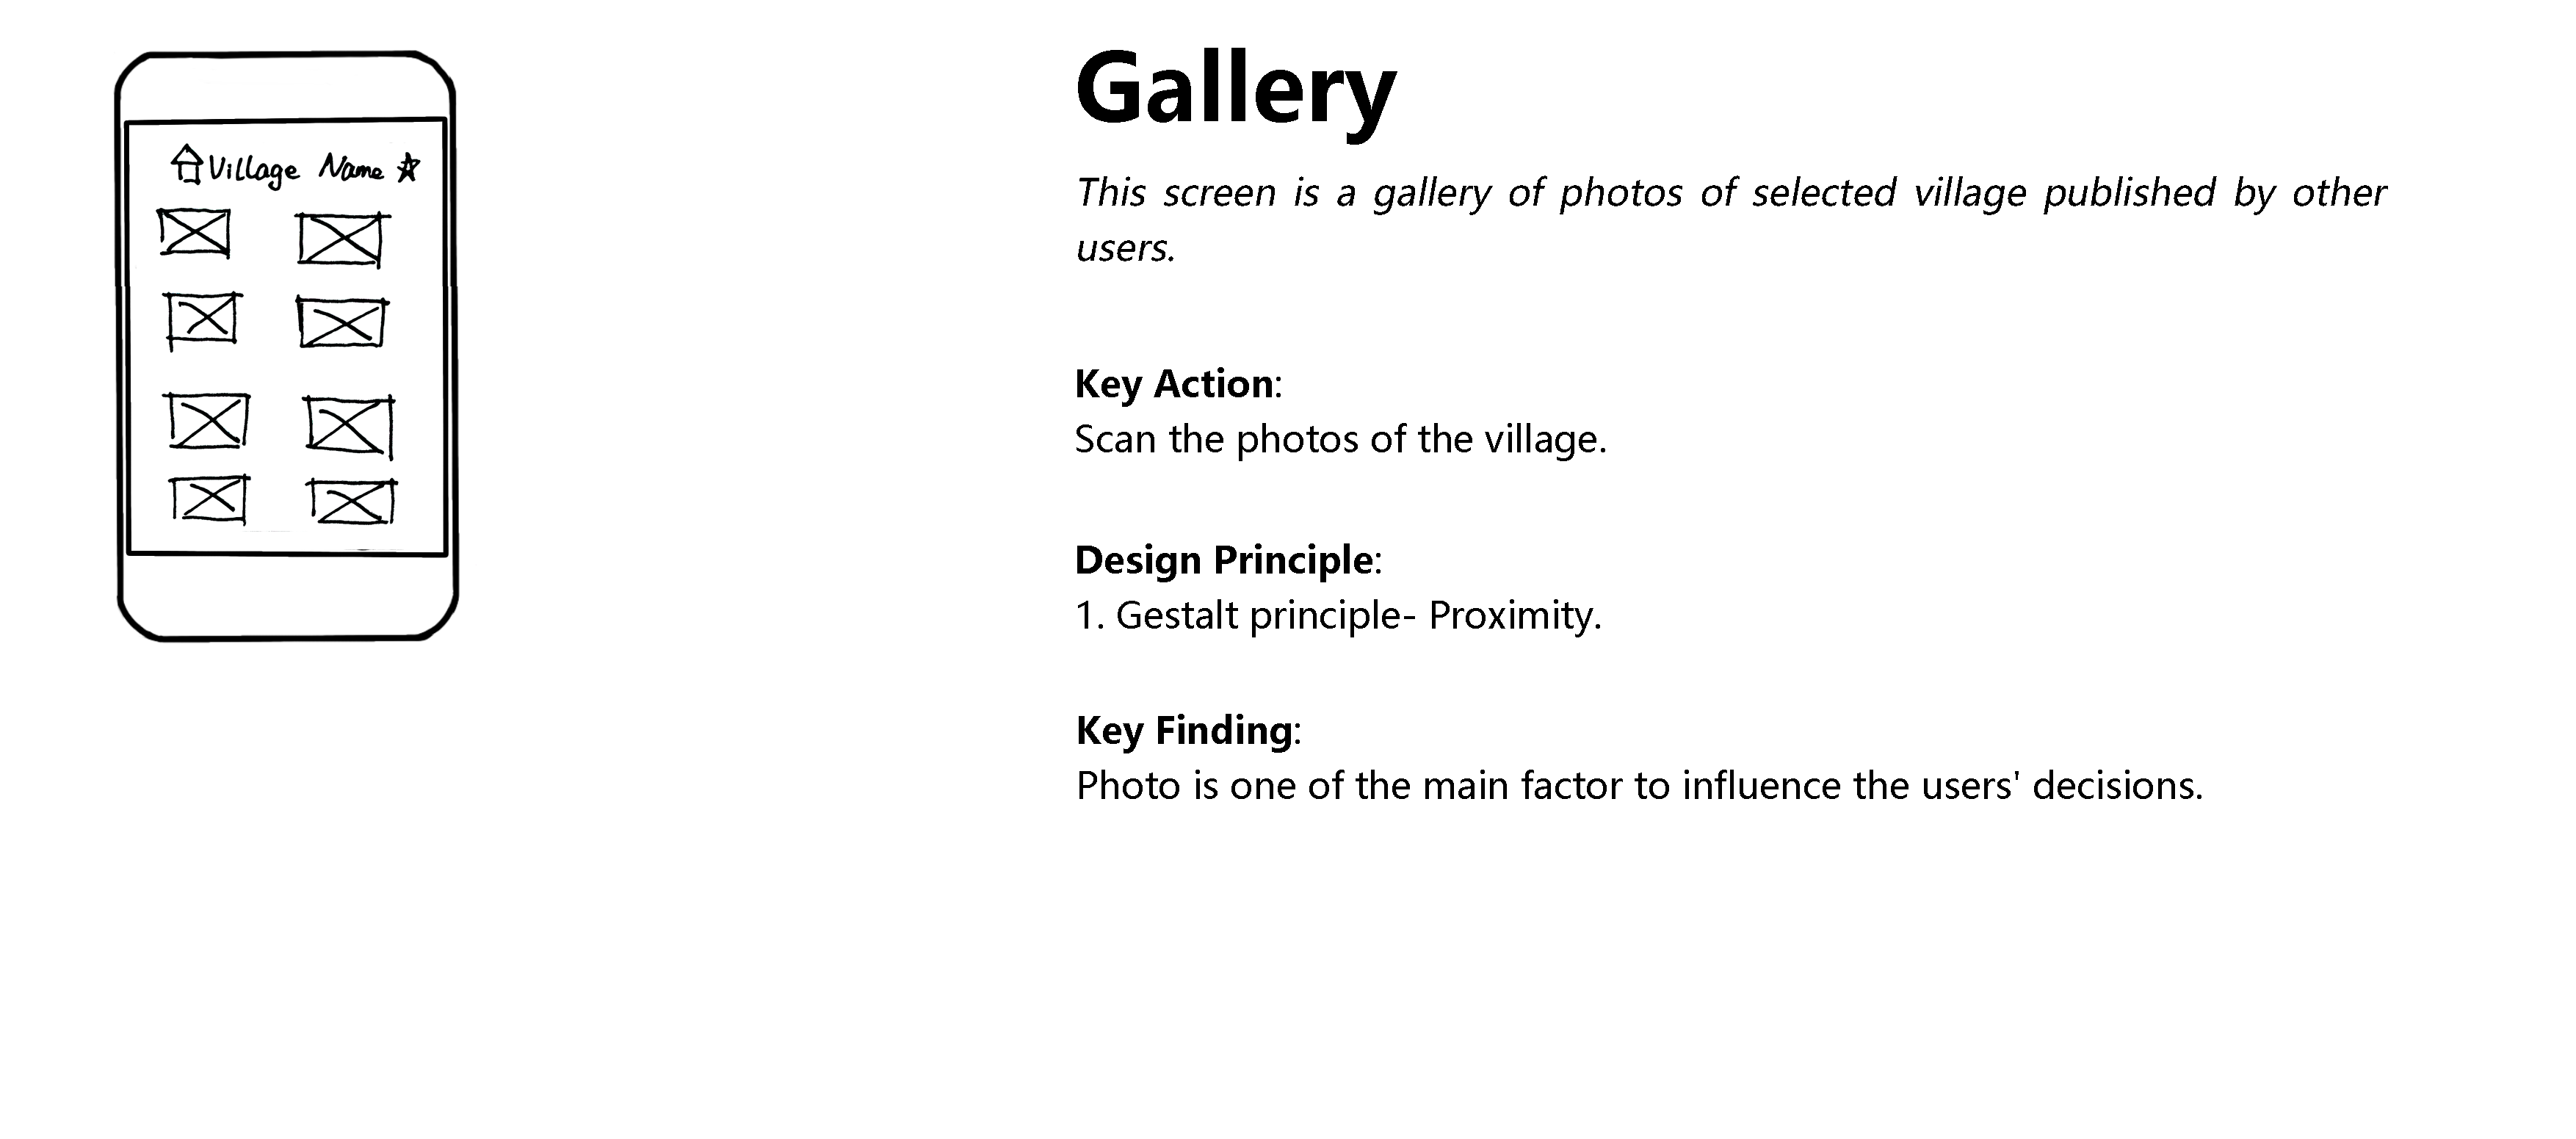 Village Name
Gallery
This screen is a gallery of photos of selected village published by other
users.
Key Action:
Scan the photos of the village.
Design Principle:
1. Gestalt principle- Proximity.
Key Finding:
Photo is one of the main factor to influence the users' decisions.